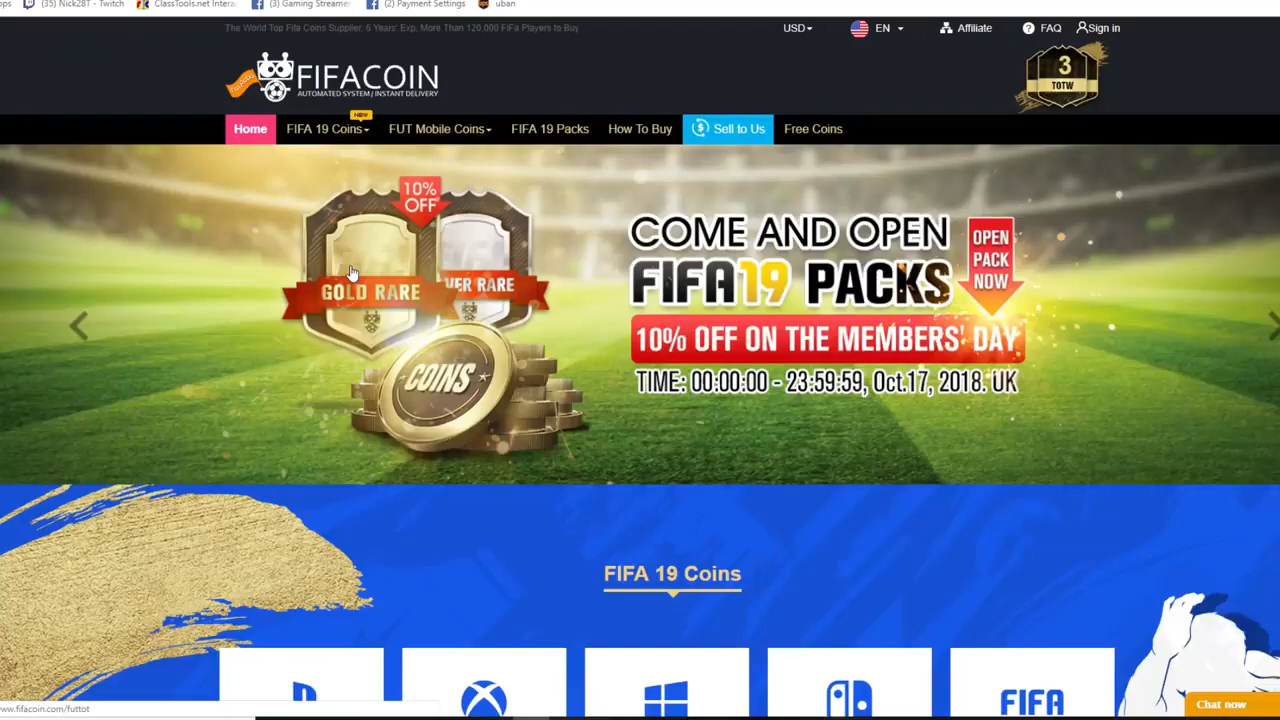 (35) Nick28T - Twitch ClassTools.net Intera (3) Gaming Streamer (2) Payment Settings uban
The World Top Fifa Coins Supplier, 6 Years' Exp, More Than 120,000 FiFa Players to Buy
USD EN Affiliate FAQ Sign in
FIFACOIN
AUTOMATED SYSTEM/INSTANT DELIVERY
3
TOTW
NEW
Home FIFA 19 Coins FUT Mobile Coins FIFA 19 Packs How To Buy Sell to Us Free Coins
10%
OFF
GOLD RARE
VER RARE
COINS
COME AND OPEN
FIFA19 PACKS
OPEN
PACK
NOW
10% OFF ON THE MEMBERS' DAY
TIME: 00:00:00 - 23:59:59, Oct.17, 2018. UK
FIFA 19 Coins
FIFA
Chat now
www.fifacoin.com/futtot